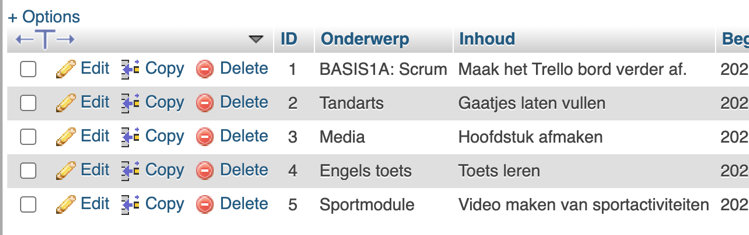 + Options
←T→ ID Onderwerp Inhoud Beg
Edit Copy Delete 1 BASIS1A: Scrum Maak het Trello bord verder af. 202
Edit Copy Delete 2 Tandarts Gaatjes laten vullen 202
Edit Copy Delete 3 Media Hoofdstuk afmaken 202
Edit Copy Delete 4 Engels toets Toets leren 202
Edit Copy Delete 5 Sportmodule Video maken van sportactiviteiten 202